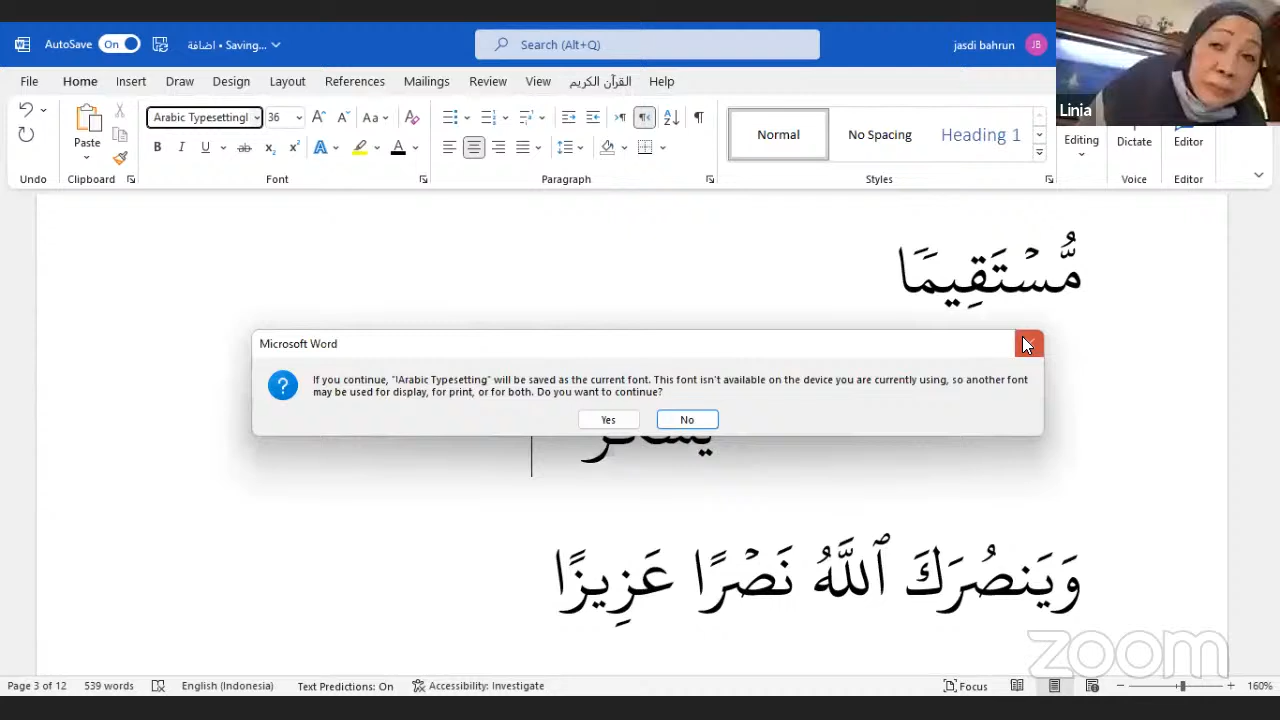 AutoSave On اضافة • Saving... Search (Alt+Q) jasdi bahrun JB
File Home Insert Draw Design Layout References Mailings Review View القرآن الكريم Help
Arabic Typesettingl 36 Aa
Paste
Normal No Spacing Heading 1
Editing Dictate Editor
Undo Clipboard Font Paragraph Styles Voice Editor
Linia
مُّسْتَقِيمًا
Microsoft Word
If you continue, "!Arabic Typesetting" will be saved as the current font. This font isn't available on the device you are currently using, so another font
may be used for display, for print, or for both. Do you want to continue?
Yes No
وَيَنصُرَكَ ٱللَّهُ نَصْرًا عَزِيزًا
zoom
Page 3 of 12 539 words English (Indonesia) Text Predictions: On Accessibility: Investigate Focus 160%